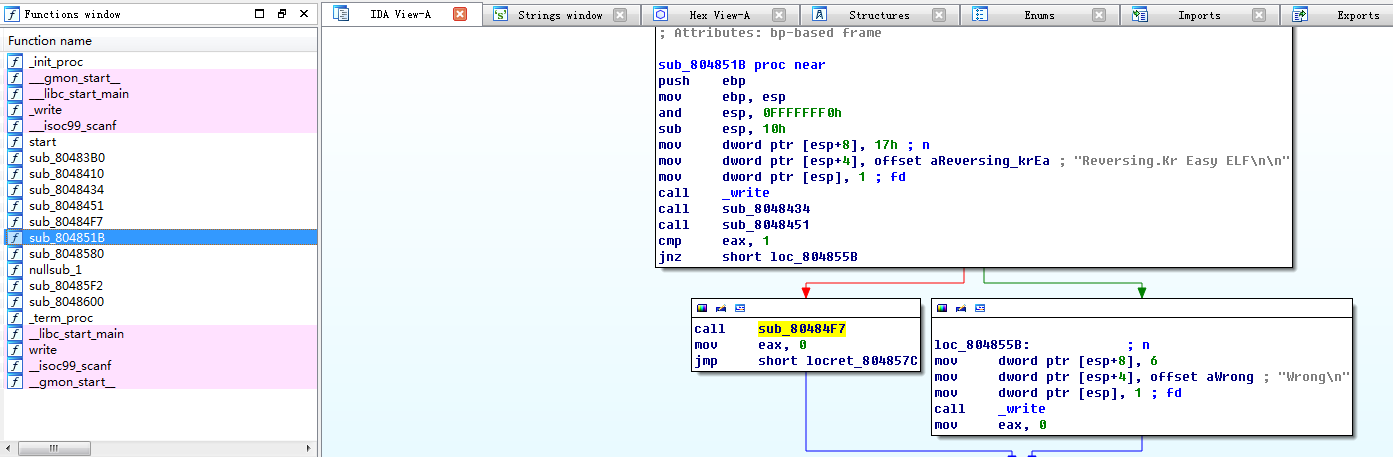 Functions window
Function name
_init_proc
__gmon_start__
__libc_start_main
_write
__isoc99_scanf
start
sub_80483B0
sub_8048410
sub_8048434
sub_8048451
sub_80484F7
sub_804851B
sub_8048580
nullsub_1
sub_80485F2
sub_8048600
_term_proc
__libc_start_main
write
__isoc99_scanf
__gmon_start__
IDA View-A Strings window Hex View-A Structures Enums Imports Exports
; Attributes: bp-based frame
sub_804851B proc near
push ebp
mov ebp, esp
and esp, 0FFFFFFF0h
sub esp, 10h
mov dword ptr [esp+8], 17h ; n
mov dword ptr [esp+4], offset aReversing_krEa ; "Reversing.Kr Easy ELF\n\n"
mov dword ptr [esp], 1 ; fd
call _write
call sub_8048434
call sub_8048451
cmp eax, 1
jnz short loc_804855B
call sub_80484F7
mov eax, 0
jmp short locret_804857C
loc_804855B: ; n
mov dword ptr [esp+8], 6
mov dword ptr [esp+4], offset aWrong ; "Wrong\n"
mov dword ptr [esp], 1 ; fd
call _write
mov eax, 0